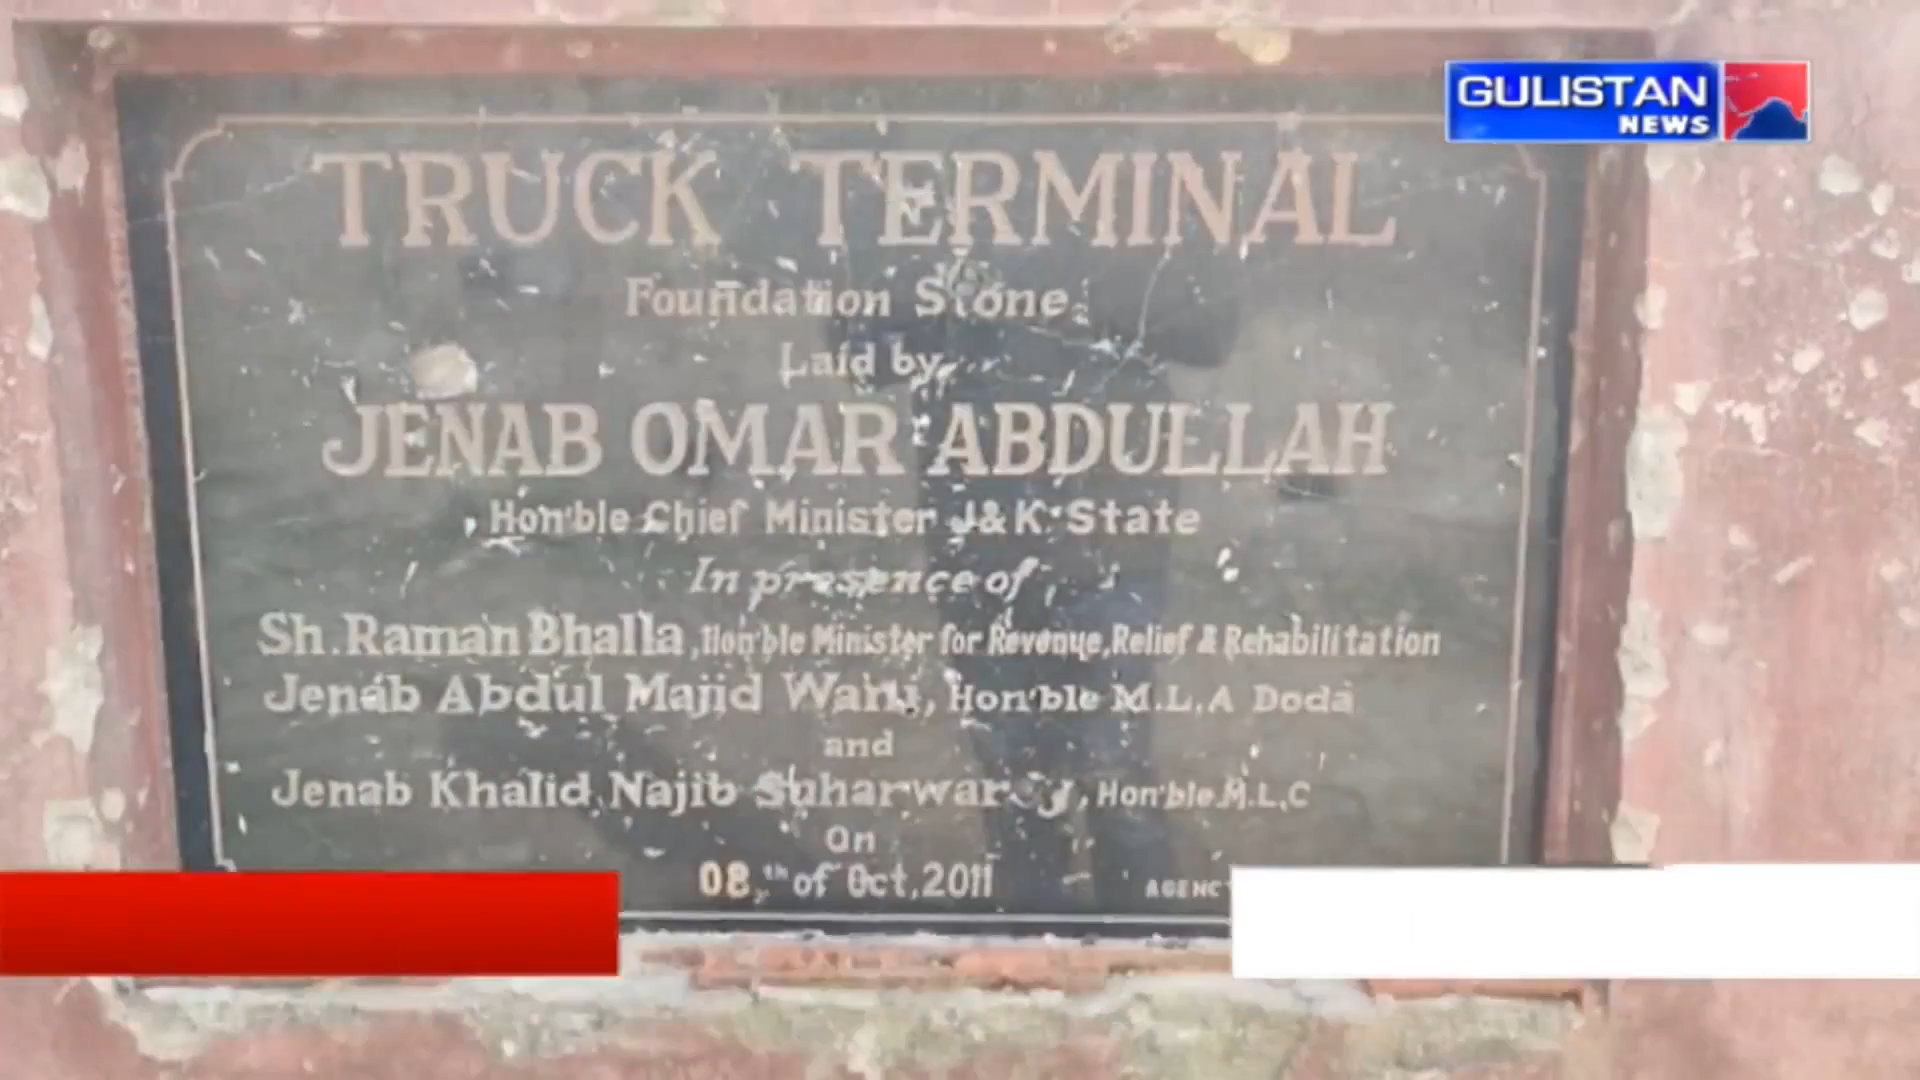 GULISTAN
NEWS
TRUCK TERMINAL
Foundation Stone
Laid by
JENAB OMAR ABDULLAH
Hon'ble Chief Minister J&K State
In presence of
Sh. Raman Bhalla, Hon'ble Minister for Revenue, Relief & Rehabilitation
Jenab Abdul Majid Wani, Hon'ble M.L.A Doda
and
Jenab Khalid Najib Suharwardy, Hon'ble M.L.C
On
08th of Oct, 2011